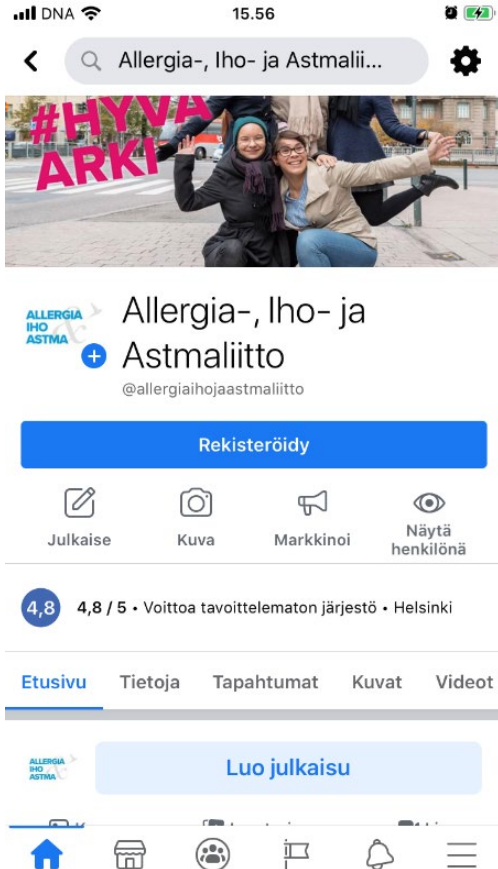 DNA 15.56
Allergia-, Iho- ja Astmalii...
#HYVÄ
ARKI
ALLERGIA
IHO
ASTMA
Allergia-, Iho- ja
Astmaliitto
@allergiaihojaastmaliitto
Rekisteröidy
Julkaise Kuva Markkinoi Näytä
henkilönä
4,8 4,8 / 5 • Voittoa tavoittelematon järjestö • Helsinki
Etusivu Tietoja Tapahtumat Kuvat Videot
ALLERGIA
IHO
ASTMA
Luo julkaisu